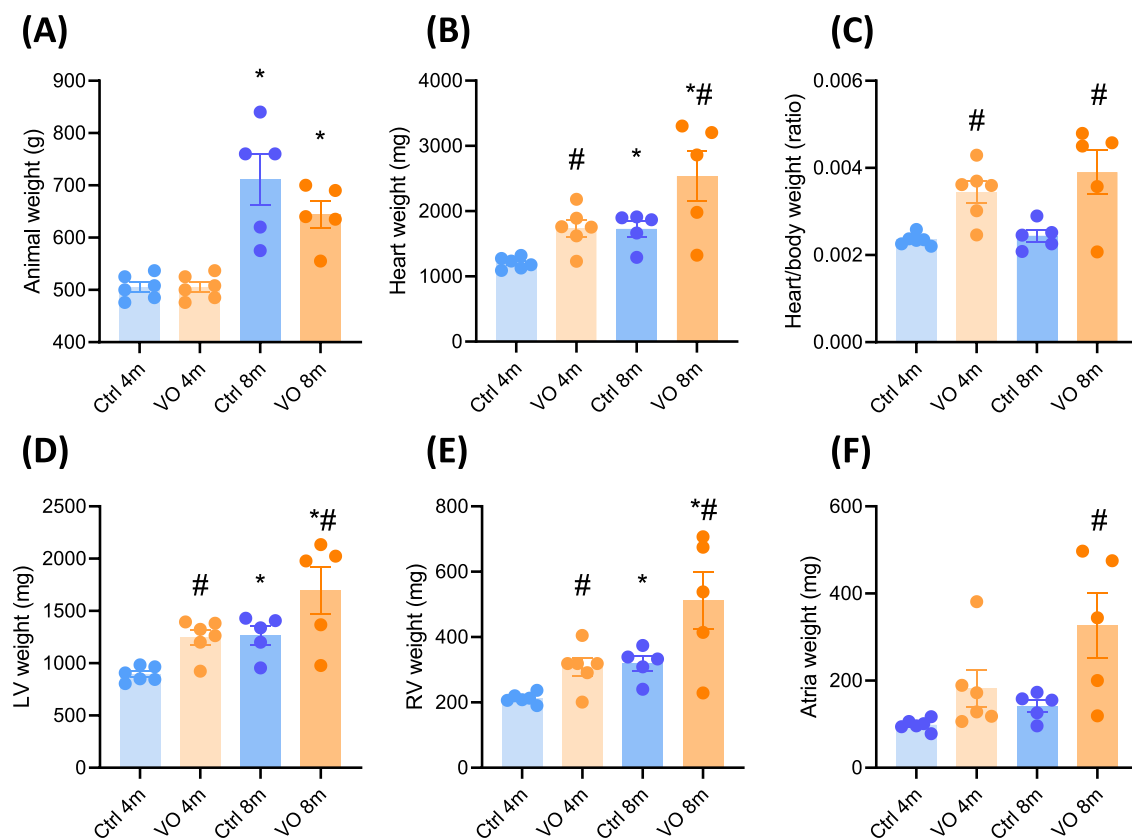 (A)
Animal weight (g)
900
800
700
600
500
400
*
*
Ctrl 4m
VO 4m
Ctrl 8m
VO 8m
(B)
Heart weight (mg)
4000
3000
2000
1000
0
#
*
*#
Ctrl 4m
VO 4m
Ctrl 8m
VO 8m
(C)
Heart/body weight (ratio)
0.006
0.004
0.002
0.000
#
#
Ctrl 4m
VO 4m
Ctrl 8m
VO 8m
(D)
LV weight (mg)
2500
2000
1500
1000
500
0
#
*
*#
Ctrl 4m
VO 4m
Ctrl 8m
VO 8m
(E)
RV weight (mg)
800
600
400
200
0
#
*
*#
Ctrl 4m
VO 4m
Ctrl 8m
VO 8m
(F)
Atria weight (mg)
600
400
200
0
#
Ctrl 4m
VO 4m
Ctrl 8m
VO 8m